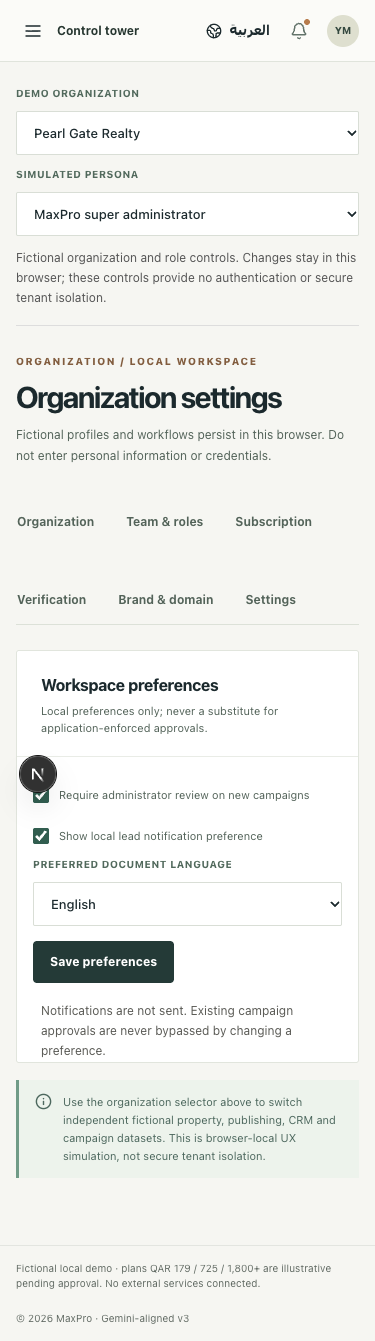 Control tower
العربية
YM
DEMO ORGANIZATION
Pearl Gate Realty
SIMULATED PERSONA
MaxPro super administrator
Fictional organization and role controls. Changes stay in this
browser; these controls provide no authentication or secure
tenant isolation.
ORGANIZATION / LOCAL WORKSPACE
Organization settings
Fictional profiles and workflows persist in this browser. Do
not enter personal information or credentials.
Organization Team & roles Subscription
Verification Brand & domain Settings
Workspace preferences
Local preferences only; never a substitute for
application-enforced approvals.
N
Require administrator review on new campaigns
Show local lead notification preference
PREFERRED DOCUMENT LANGUAGE
English
Save preferences
Notifications are not sent. Existing campaign
approvals are never bypassed by changing a
preference.
Use the organization selector above to switch
independent fictional property, publishing, CRM and
campaign datasets. This is browser-local UX
simulation, not secure tenant isolation.
Fictional local demo · plans QAR 179 / 725 / 1,800+ are illustrative
pending approval. No external services connected.
© 2026 MaxPro · Gemini-aligned v3